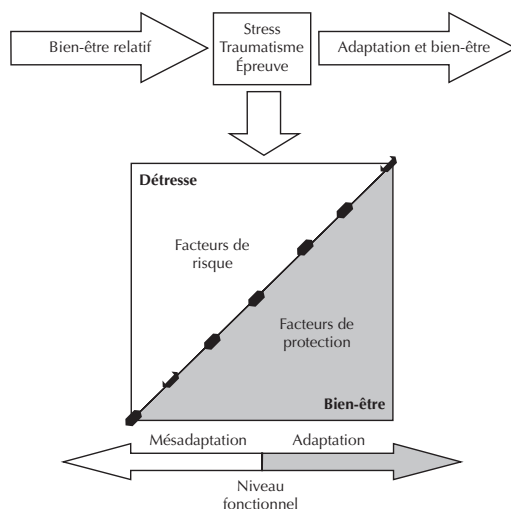 Bien-être relatif
Stress
Traumatisme
Épreuve
Adaptation et bien-être
Détresse
Facteurs de
risque
Facteurs de
protection
Bien-être
Mésadaptation
Adaptation
Niveau
fonctionnel